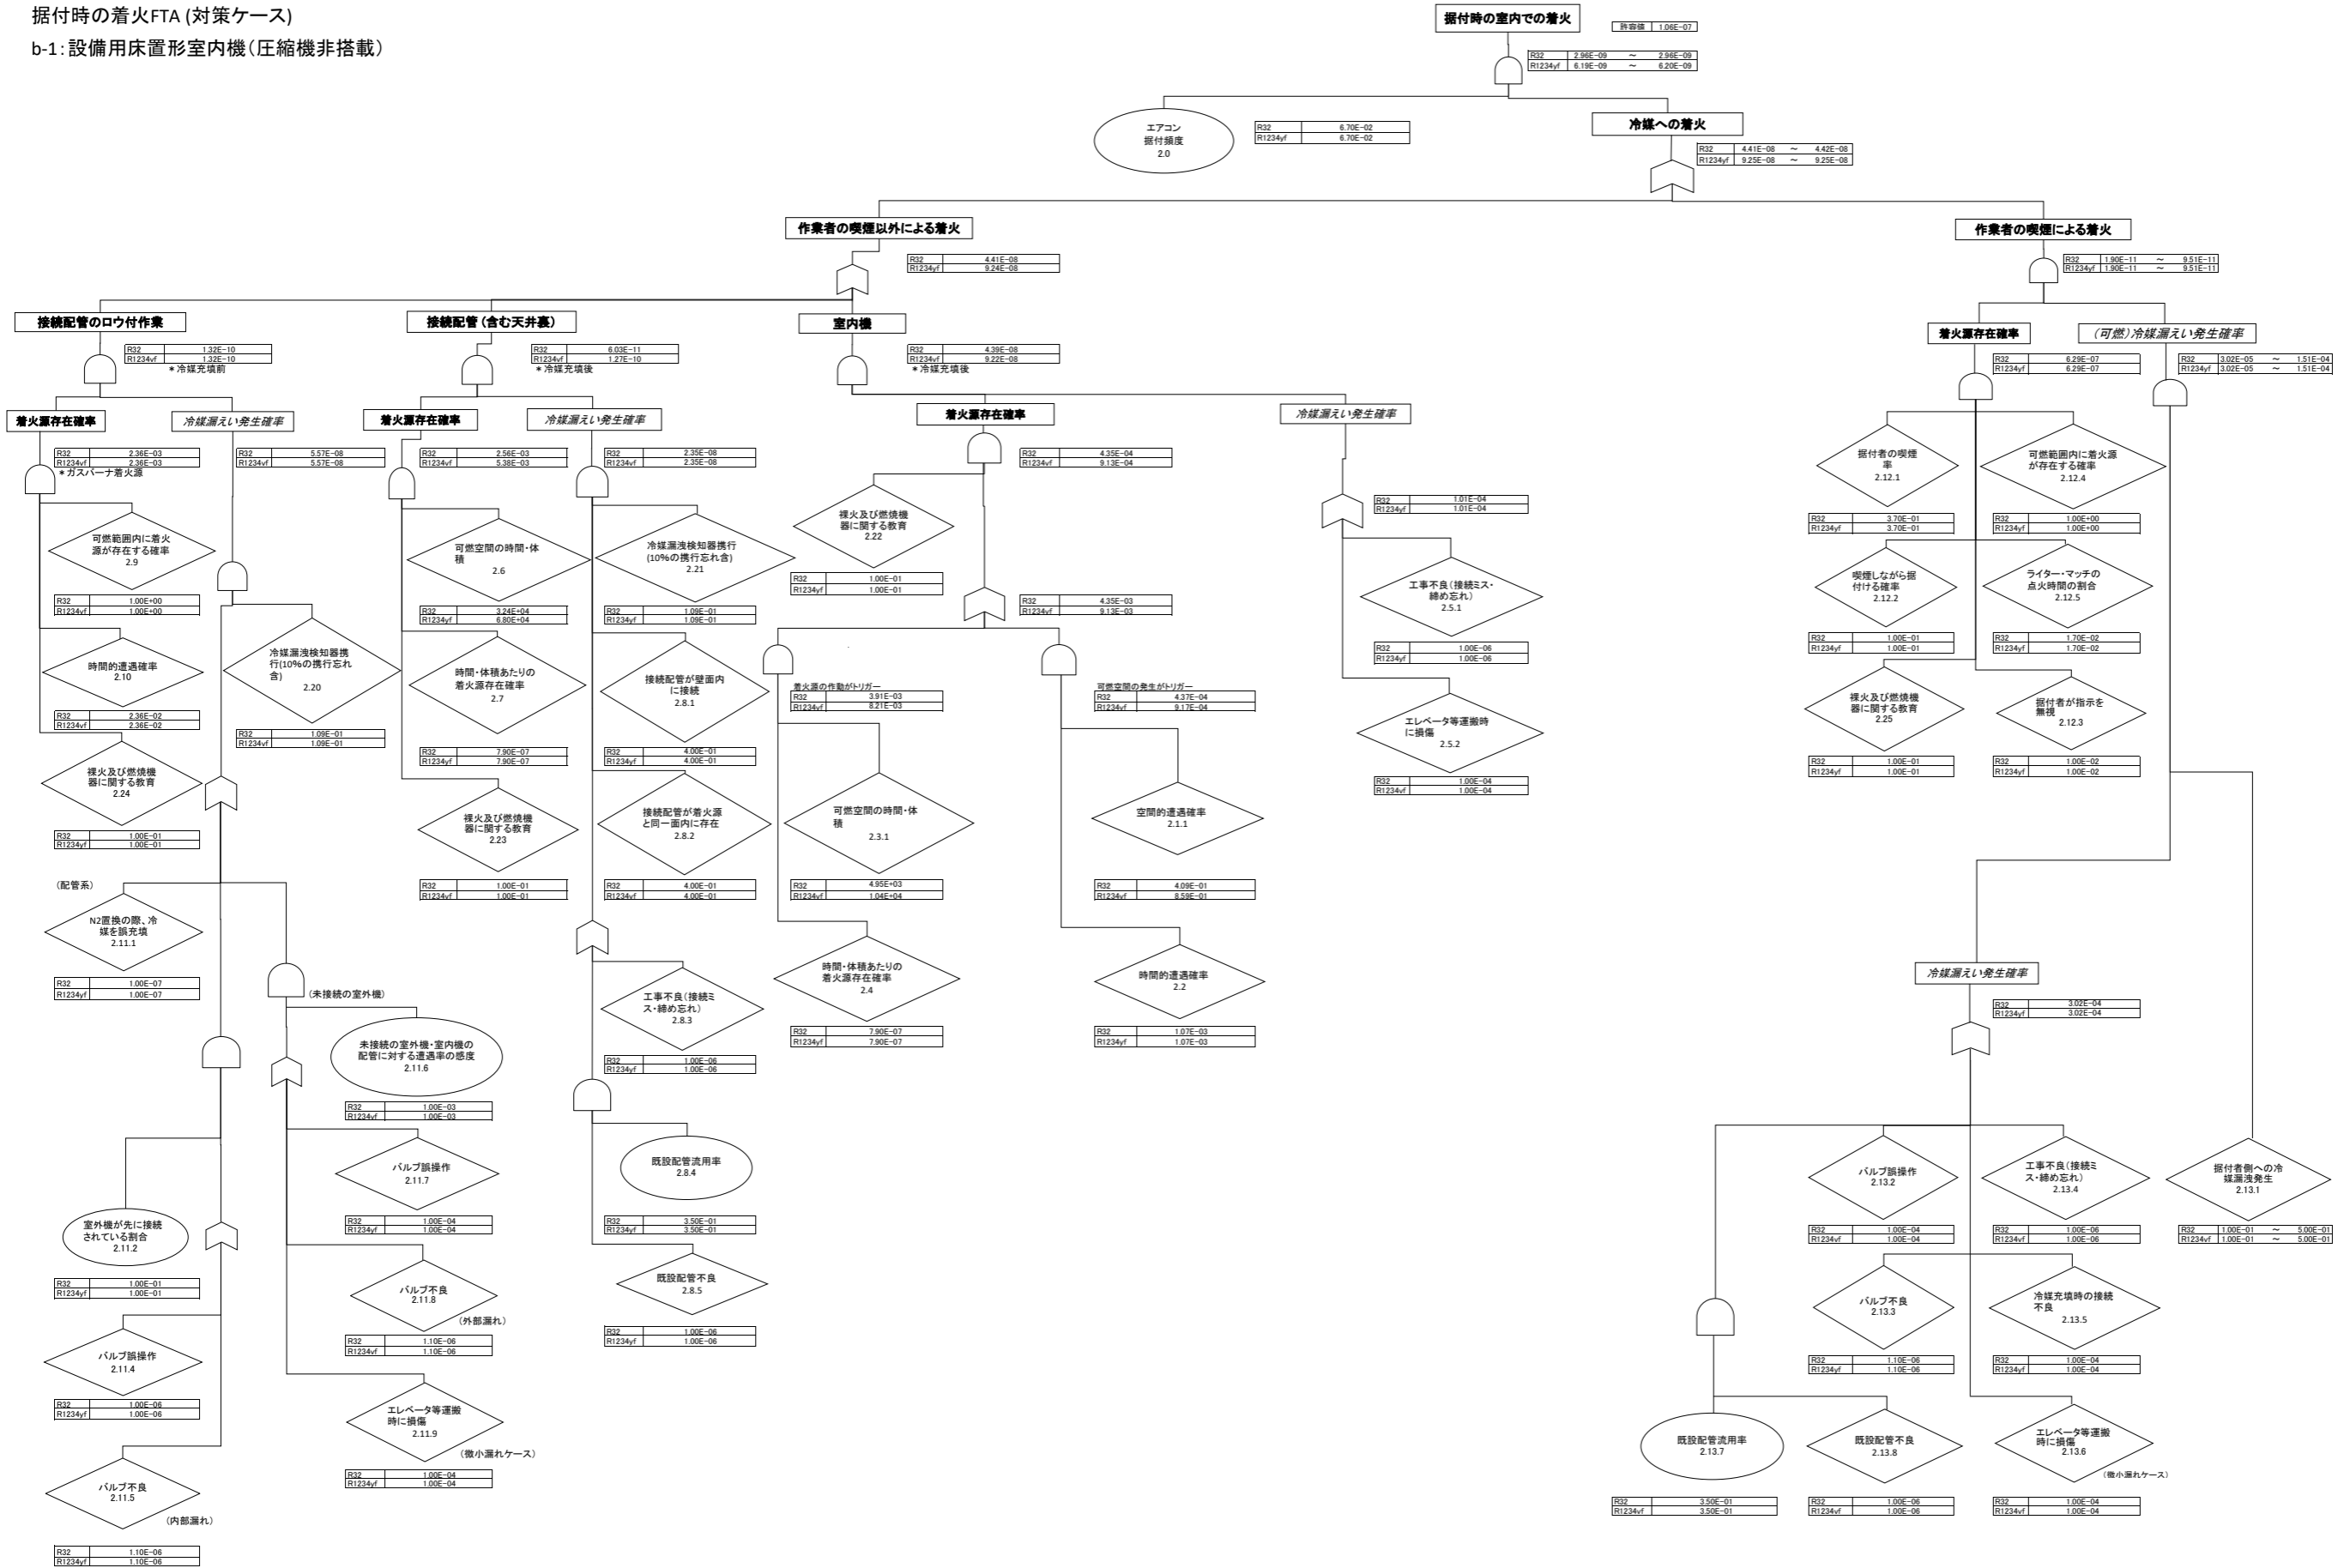 据付時の着火FTA (対策ケース)
b-1:設備用床置形室内機(圧縮機非搭載)
据付時の室内での着火
許容値 1.06E-07
R32 2.96E-09 ～ 2.96E-09
R1234yf 6.19E-09 ～ 6.20E-09
エアコン
据付頻度
2.0
R32 6.70E-02
R1234yf 6.70E-02
冷媒への着火
R32 4.41E-08 ～ 4.42E-08
R1234yf 9.25E-08 ～ 9.25E-08
作業者の喫煙以外による着火
R32 4.41E-08
R1234yf 9.24E-08
作業者の喫煙による着火
R32 1.90E-11 ～ 9.51E-11
R1234yf 1.90E-11 ～ 9.51E-11
接続配管のロウ付作業
R32 1.32E-10
R1234yf 1.32E-10
*冷媒充填前
着火源存在確率
R32 2.36E-03
R1234yf 2.36E-03
*ガスバーナ着火源
冷媒漏えい発生確率
R32 5.57E-08
R1234yf 5.57E-08
可燃範囲内に着火
源が存在する確率
2.9
R32 1.00E+00
R1234yf 1.00E+00
時間的遭遇確率
2.10
R32 2.36E-02
R1234yf 2.36E-02
裸火及び燃焼機
器に関する教育
2.24
R32 1.00E-01
R1234yf 1.00E-01
冷媒漏洩検知器携
行(10%の携行忘れ
含)
2.20
R32 1.09E-01
R1234yf 1.09E-01
(配管系)
N2置換の際、冷
媒を誤充填
2.11.1
R32 1.00E-07
R1234yf 1.00E-07
室外機が先に接続
されている割合
2.11.2
R32 1.00E-01
R1234yf 1.00E-01
バルブ誤操作
2.11.4
R32 1.00E-06
R1234yf 1.00E-06
バルブ不良
2.11.5
(内部漏れ)
R32 1.10E-06
R1234yf 1.10E-06
(未接続の室外機)
未接続の室外機・室内機の
配管に対する遭遇率の感度
2.11.6
R32 1.00E-03
R1234yf 1.00E-03
バルブ誤操作
2.11.7
R32 1.00E-04
R1234yf 1.00E-04
バルブ不良
2.11.8
(外部漏れ)
R32 1.10E-06
R1234yf 1.10E-06
エレベータ等運搬
時に損傷
2.11.9
(微小漏れケース)
R32 1.00E-04
R1234yf 1.00E-04
接続配管(含む天井裏)
R32 6.03E-11
R1234yf 1.27E-10
*冷媒充填後
着火源存在確率
R32 2.56E-03
R1234yf 5.38E-03
冷媒漏えい発生確率
R32 2.35E-08
R1234yf 2.35E-08
可燃空間の時間・体
積
2.6
R32 3.24E+04
R1234yf 6.80E+04
時間・体積あたりの
着火源存在確率
2.7
R32 7.90E-07
R1234yf 7.90E-07
裸火及び燃焼機
器に関する教育
2.23
R32 1.00E-01
R1234yf 1.00E-01
冷媒漏洩検知器携行
(10%の携行忘れ含)
2.21
R32 1.09E-01
R1234yf 1.09E-01
接続配管が壁面内
に接続
2.8.1
R32 4.00E-01
R1234yf 4.00E-01
接続配管が着火源
と同一面内に存在
2.8.2
R32 4.00E-01
R1234yf 4.00E-01
工事不良(接続ミ
ス・締め忘れ)
2.8.3
R32 1.00E-06
R1234yf 1.00E-06
既設配管流用率
2.8.4
R32 3.50E-01
R1234yf 3.50E-01
既設配管不良
2.8.5
R32 1.00E-06
R1234yf 1.00E-06
室内機
R32 4.39E-08
R1234yf 9.22E-08
*冷媒充填後
着火源存在確率
R32 4.35E-04
R1234yf 9.13E-04
冷媒漏えい発生確率
R32 1.01E-04
R1234yf 1.01E-04
裸火及び燃焼機
器に関する教育
2.22
R32 1.00E-01
R1234yf 1.00E-01
R32 4.35E-03
R1234yf 9.13E-03
着火源の作動がトリガー
R32 3.91E-03
R1234yf 8.21E-03
可燃空間の発生がトリガー
R32 4.37E-04
R1234yf 9.17E-04
可燃空間の時間・体
積
2.3.1
R32 4.95E+03
R1234yf 1.04E+04
時間・体積あたりの
着火源存在確率
2.4
R32 7.90E-07
R1234yf 7.90E-07
空間的遭遇確率
2.1.1
R32 4.09E-01
R1234yf 8.59E-01
時間的遭遇確率
2.2
R32 1.07E-03
R1234yf 1.07E-03
工事不良(接続ミス・
締め忘れ)
2.5.1
R32 1.00E-06
R1234yf 1.00E-06
エレベータ等運搬時
に損傷
2.5.2
R32 1.00E-04
R1234yf 1.00E-04
着火源存在確率
R32 6.29E-07
R1234yf 6.29E-07
(可燃)冷媒漏えい発生確率
R32 3.02E-05 ～ 1.51E-04
R1234yf 3.02E-05 ～ 1.51E-04
据付者の喫煙
率
2.12.1
R32 3.70E-01
R1234yf 3.70E-01
可燃範囲内に着火源
が存在する確率
2.12.4
R32 1.00E+00
R1234yf 1.00E+00
喫煙しながら据
付ける確率
2.12.2
R32 1.00E-01
R1234yf 1.00E-01
ライター・マッチの
点火時間の割合
2.12.5
R32 1.70E-02
R1234yf 1.70E-02
裸火及び燃焼機
器に関する教育
2.25
R32 1.00E-01
R1234yf 1.00E-01
据付者が指示を
無視
2.12.3
R32 1.00E-02
R1234yf 1.00E-02
冷媒漏えい発生確率
R32 3.02E-04
R1234yf 3.02E-04
バルブ誤操作
2.13.2
R32 1.00E-04
R1234yf 1.00E-04
工事不良(接続ミ
ス・締め忘れ)
2.13.4
R32 1.00E-06
R1234yf 1.00E-06
据付者側への冷
媒漏洩発生
2.13.1
R32 1.00E-01 ～ 5.00E-01
R1234yf 1.00E-01 ～ 5.00E-01
バルブ不良
2.13.3
R32 1.10E-06
R1234yf 1.10E-06
冷媒充填時の接続
不良
2.13.5
R32 1.00E-04
R1234yf 1.00E-04
既設配管流用率
2.13.7
R32 3.50E-01
R1234yf 3.50E-01
既設配管不良
2.13.8
R32 1.00E-06
R1234yf 1.00E-06
エレベータ等運搬
時に損傷
2.13.6
(微小漏れケース)
R32 1.00E-04
R1234yf 1.00E-04